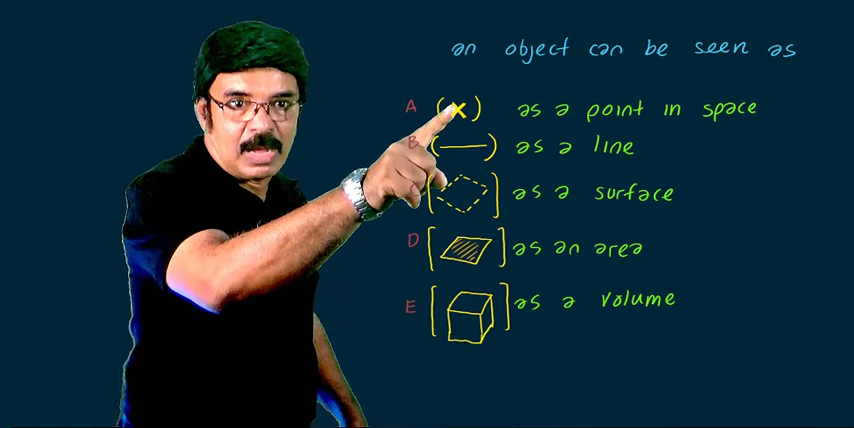 an object can be seen as
A (×) as a point in space
B (—) as a line
[ ] as a surface
D [ ] as an area
E [ ] as a volume